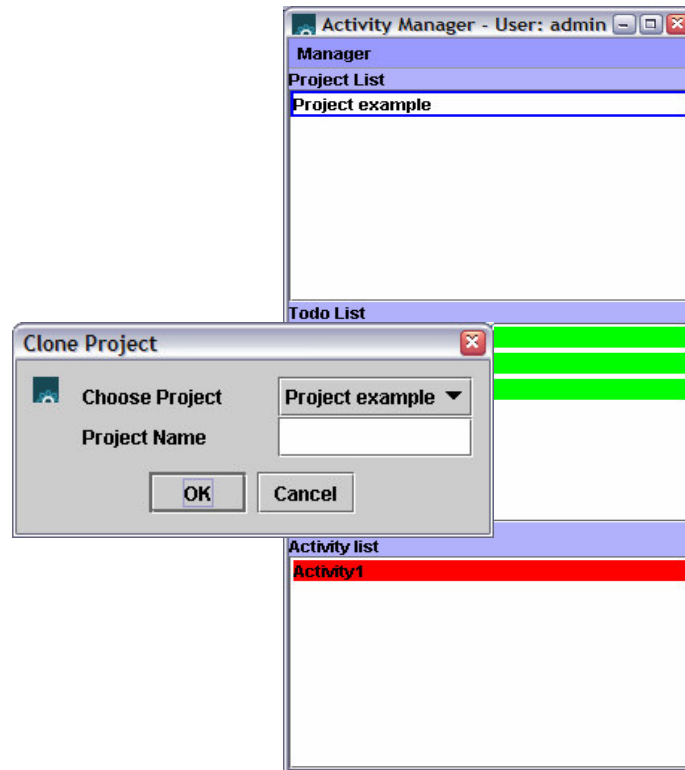 Activity Manager - User: admin
Manager
Project List
Project example
Todo List
Clone Project
Choose Project
Project example
Project Name
OK
Cancel
Activity list
Activity1